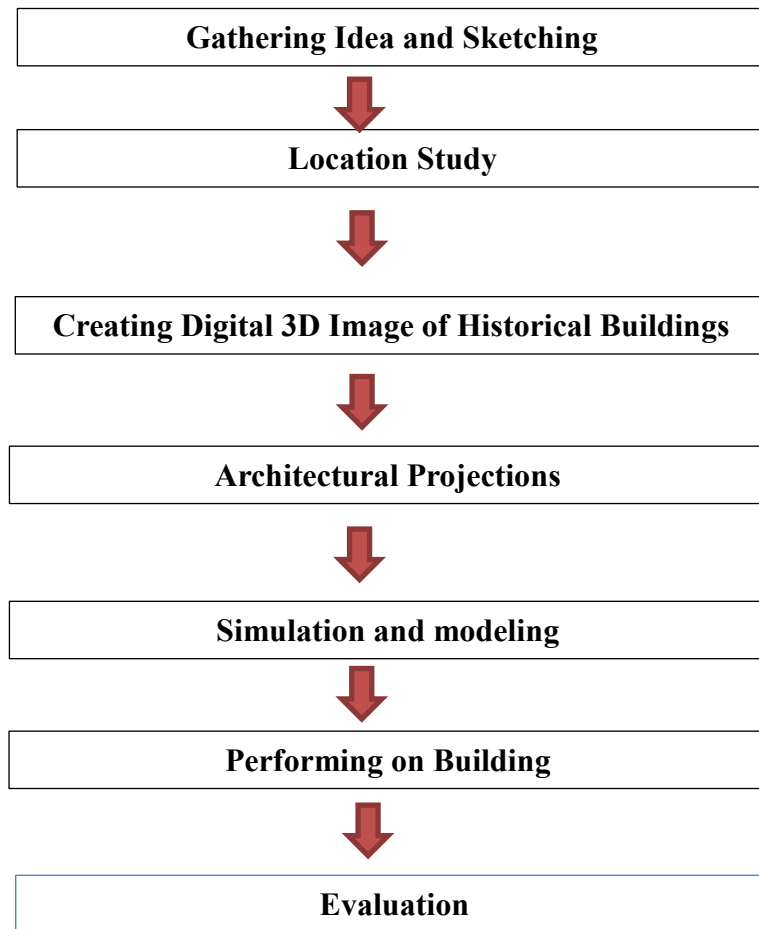 Gathering Idea and Sketching
Location Study
Creating Digital 3D Image of Historical Buildings
Architectural Projections
Simulation and modeling
Performing on Building
Evaluation